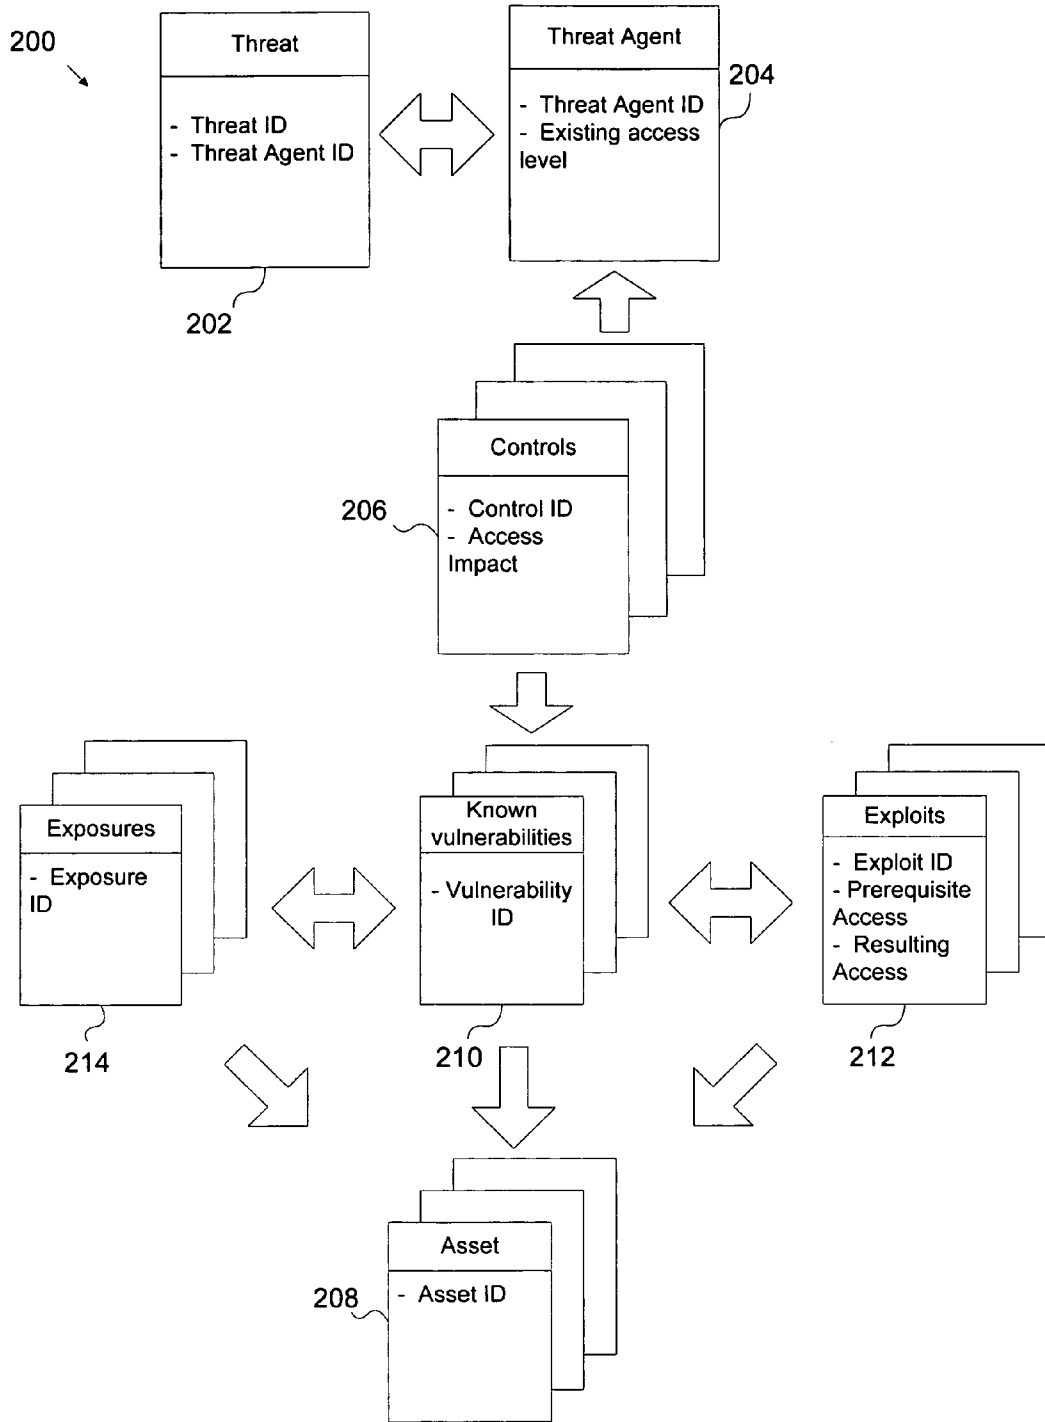 200
Threat
- Threat ID
- Threat Agent ID
202
Threat Agent
- Threat Agent ID
- Existing access
level
204
Controls
- Control ID
- Access
Impact
206
Exposures
- Exposure
ID
214
Known
vulnerabilities
- Vulnerability
ID
210
Exploits
- Exploit ID
- Prerequisite
Access
- Resulting
Access
212
Asset
- Asset ID
208